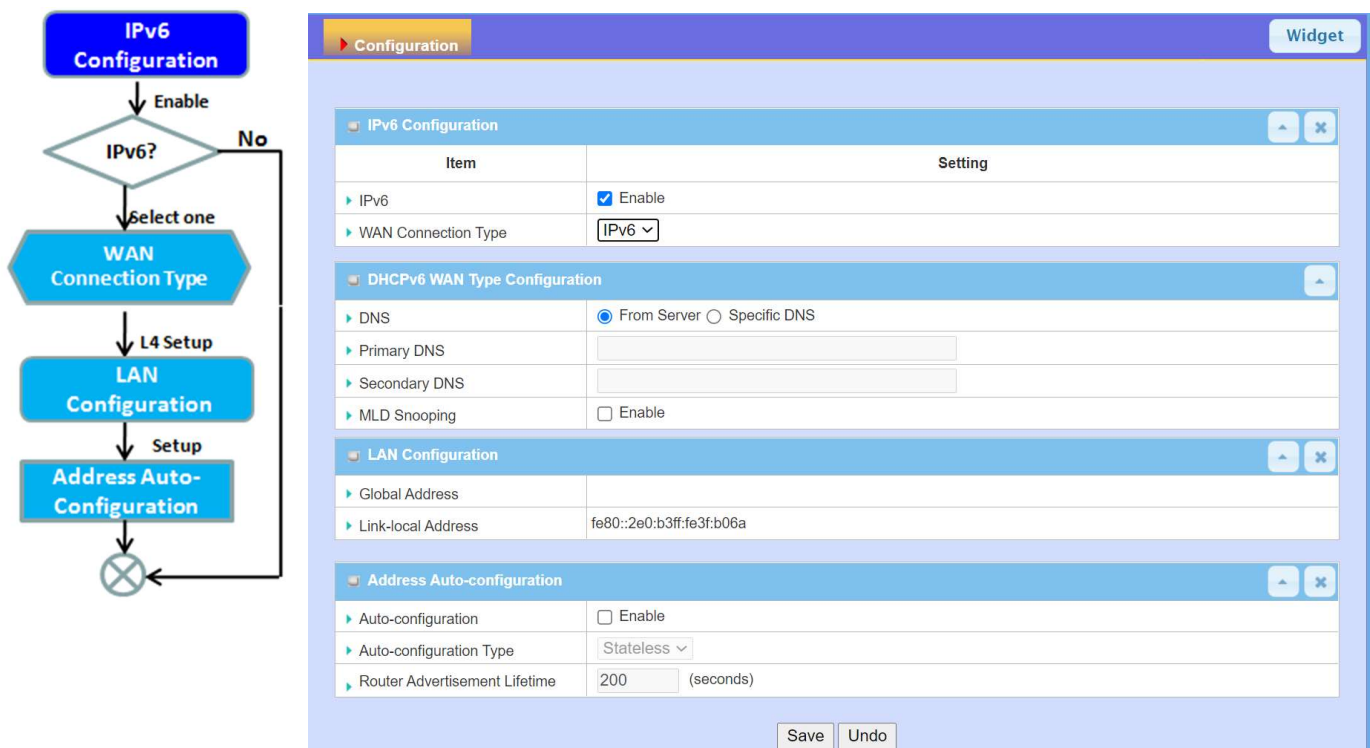 IPv6
Configuration
Enable
IPv6?
No
Select one
WAN
Connection Type
L4 Setup
LAN
Configuration
Setup
Address Auto-
Configuration
Configuration
Widget
IPv6 Configuration
Item Setting
IPv6 Enable
WAN Connection Type IPv6
DHCPv6 WAN Type Configuration
DNS From Server Specific DNS
Primary DNS
Secondary DNS
MLD Snooping Enable
LAN Configuration
Global Address
Link-local Address fe80::2e0:b3ff:fe3f:b06a
Address Auto-configuration
Auto-configuration Enable
Auto-configuration Type Stateless
Router Advertisement Lifetime 200 (seconds)
Save Undo